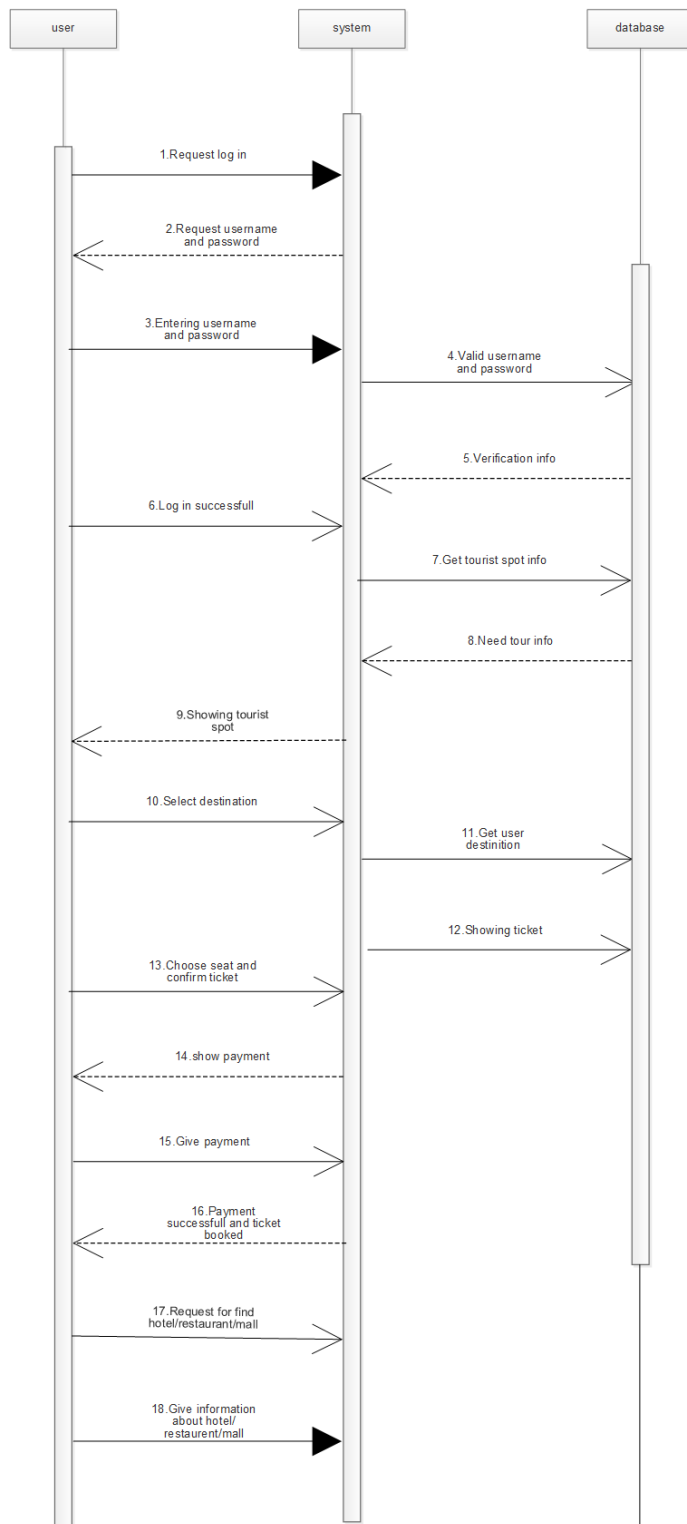 user
system
database
1.Request log in
2.Request username
and password
3.Entering username
and password
4.Valid username
and password
5.Verification info
6.Log in successfull
7.Get tourist spot info
8.Need tour info
9.Showing tourist
spot
10.Select destination
11.Get user
destinition
12.Showing ticket
13.Choose seat and
confirm ticket
14.show payment
15.Give payment
16.Payment
successfull and ticket
booked
17.Request for find
hotel/restaurant/mall
18.Give information
about hotel/
restaurent/mall